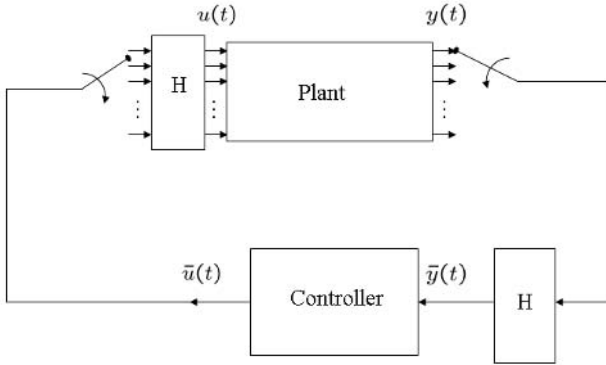 u(t)
y(t)
H
Plant
ū(t)
ȳ(t)
Controller
H